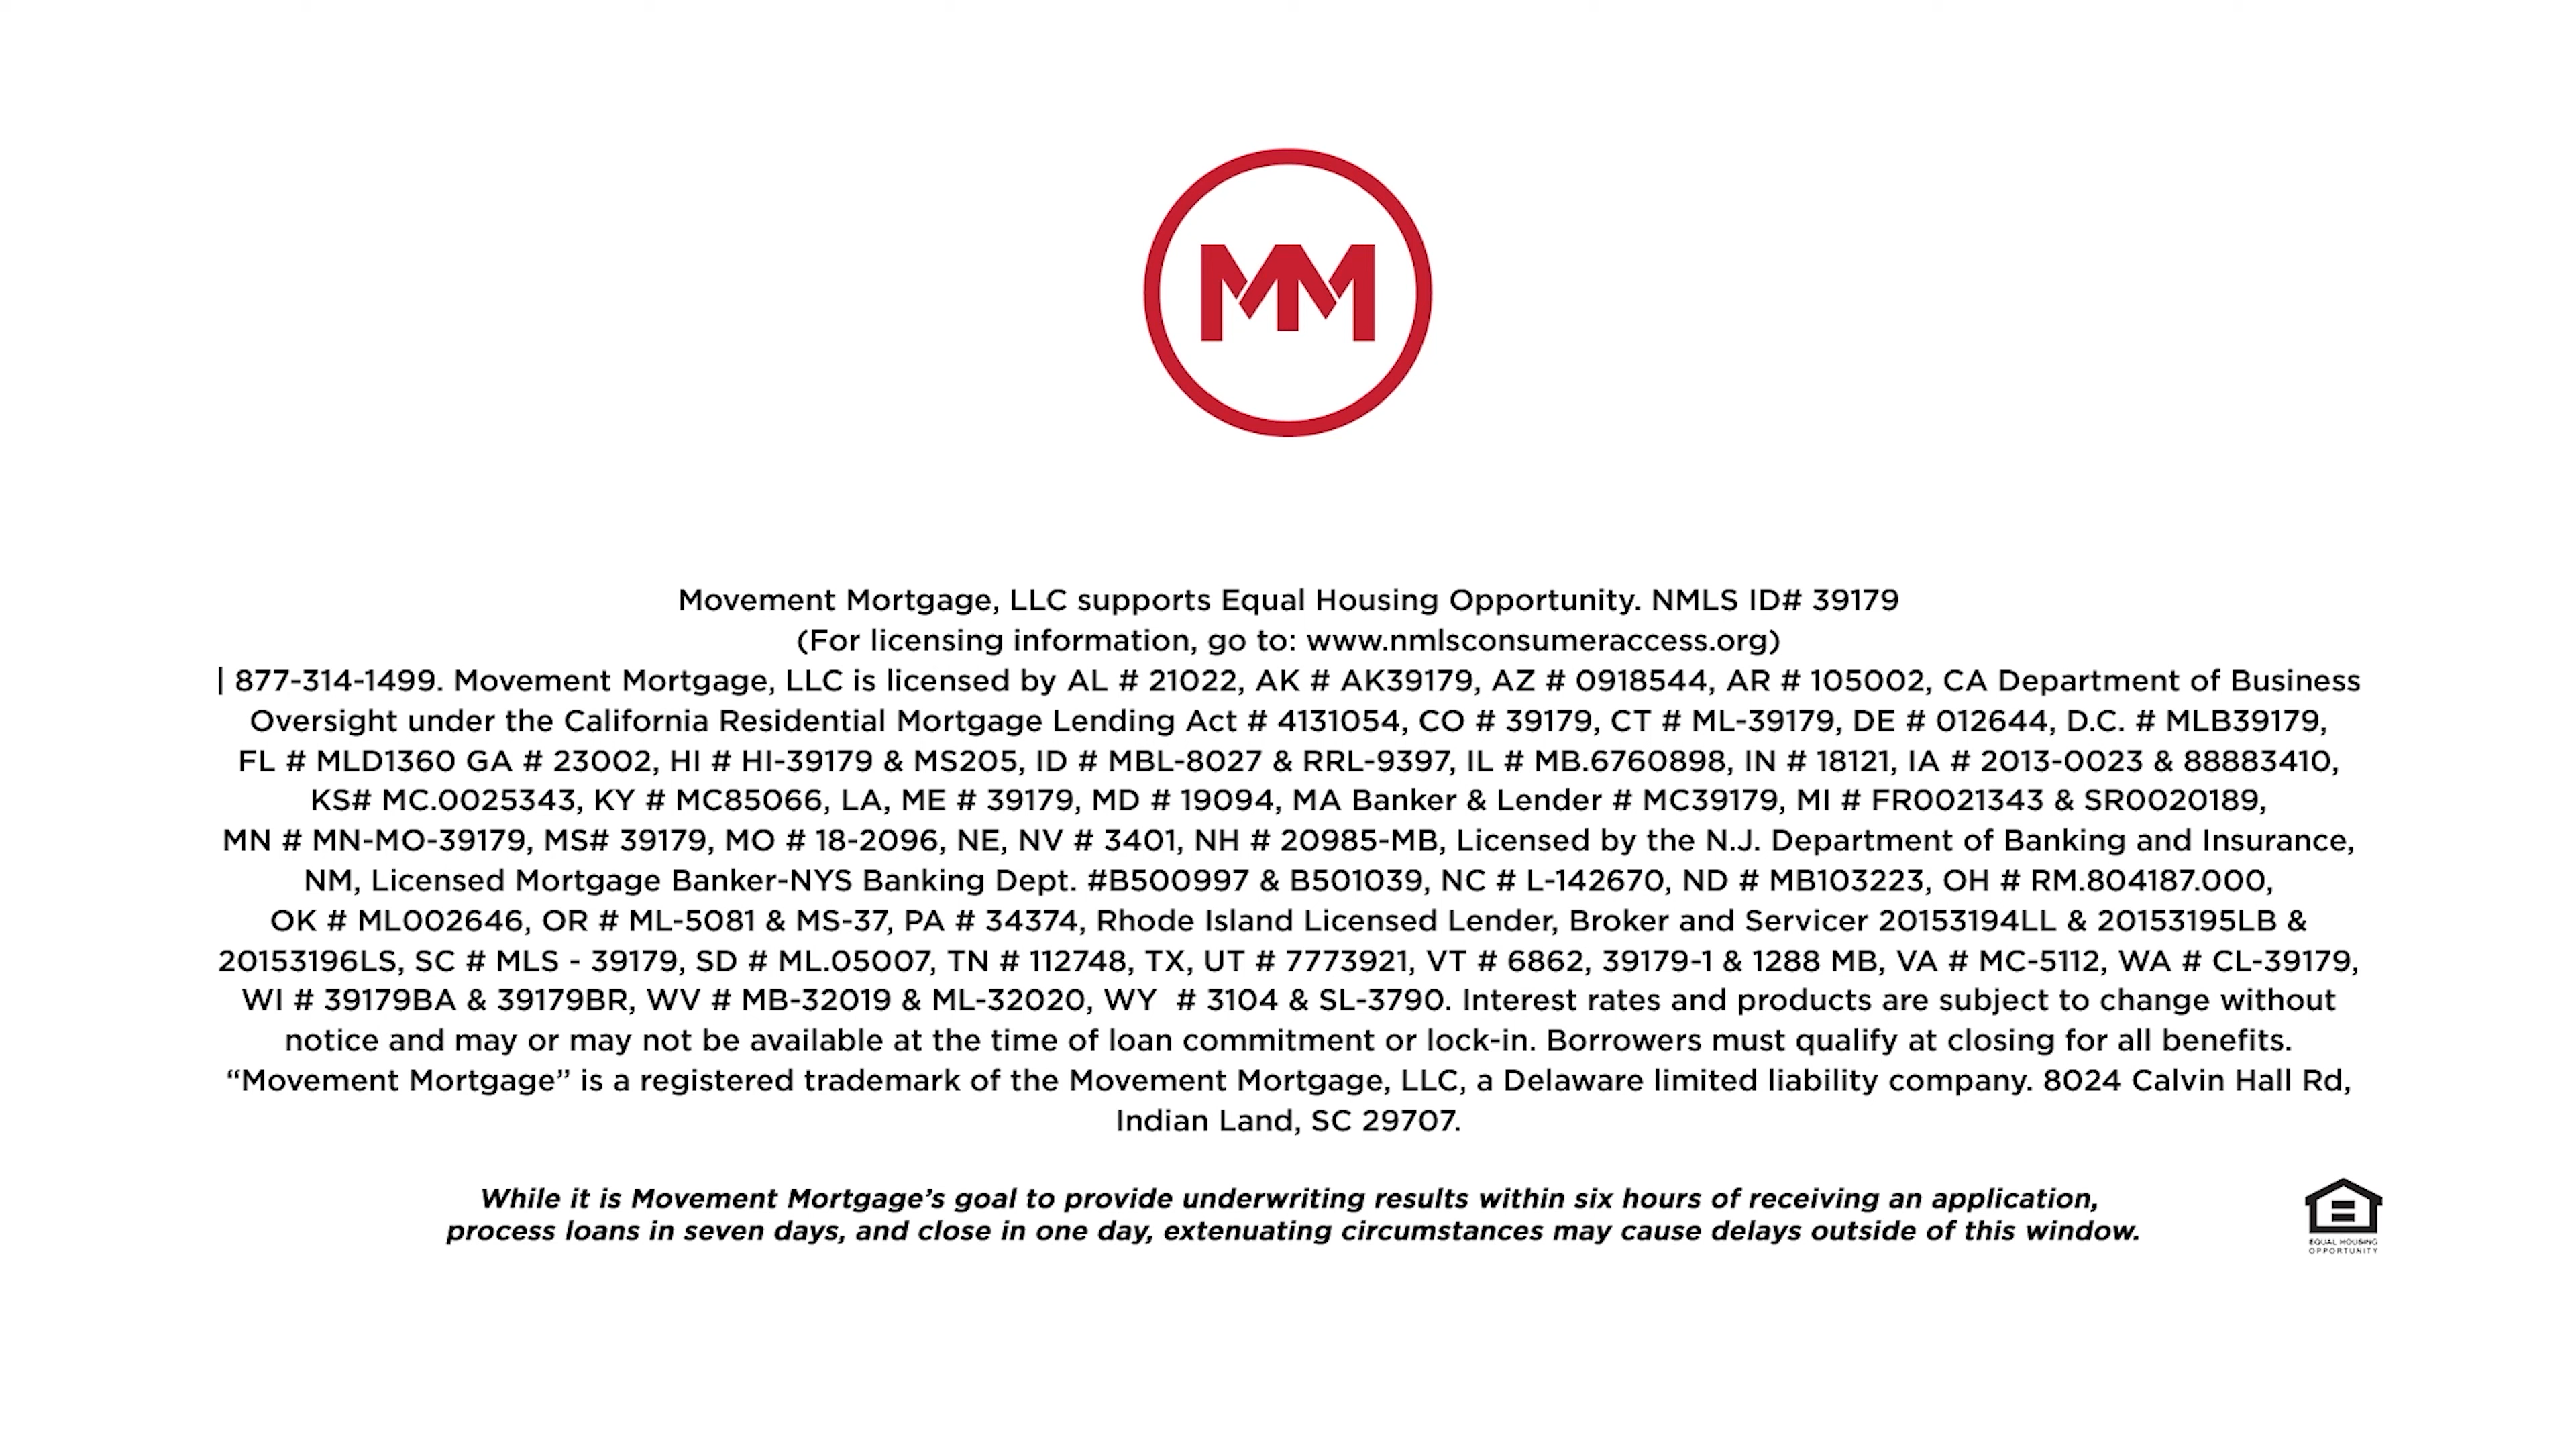 MM
Movement Mortgage, LLC supports Equal Housing Opportunity. NMLS ID# 39179
(For licensing information, go to: www.nmlsconsumeraccess.org)
| 877-314-1499. Movement Mortgage, LLC is licensed by AL # 21022, AK # AK39179, AZ # 0918544, AR # 105002, CA Department of Business
Oversight under the California Residential Mortgage Lending Act # 4131054, CO # 39179, CT # ML-39179, DE # 012644, D.C. # MLB39179,
FL # MLD1360 GA # 23002, HI # HI-39179 & MS205, ID # MBL-8027 & RRL-9397, IL # MB.6760898, IN # 18121, IA # 2013-0023 & 88883410,
KS# MC.0025343, KY # MC85066, LA, ME # 39179, MD # 19094, MA Banker & Lender # MC39179, MI # FR0021343 & SR0020189,
MN # MN-MO-39179, MS# 39179, MO # 18-2096, NE, NV # 3401, NH # 20985-MB, Licensed by the N.J. Department of Banking and Insurance,
NM, Licensed Mortgage Banker-NYS Banking Dept. #B500997 & B501039, NC # L-142670, ND # MB103223, OH # RM.804187.000,
OK # ML002646, OR # ML-5081 & MS-37, PA # 34374, Rhode Island Licensed Lender, Broker and Servicer 20153194LL & 20153195LB &
20153196LS, SC # MLS - 39179, SD # ML.05007, TN # 112748, TX, UT # 7773921, VT # 6862, 39179-1 & 1288 MB, VA # MC-5112, WA # CL-39179,
WI # 39179BA & 39179BR, WV # MB-32019 & ML-32020, WY  # 3104 & SL-3790. Interest rates and products are subject to change without
notice and may or may not be available at the time of loan commitment or lock-in. Borrowers must qualify at closing for all benefits.
“Movement Mortgage” is a registered trademark of the Movement Mortgage, LLC, a Delaware limited liability company. 8024 Calvin Hall Rd,
Indian Land, SC 29707.
While it is Movement Mortgage’s goal to provide underwriting results within six hours of receiving an application,
process loans in seven days, and close in one day, extenuating circumstances may cause delays outside of this window.
EQUAL HOUSING
OPPORTUNITY